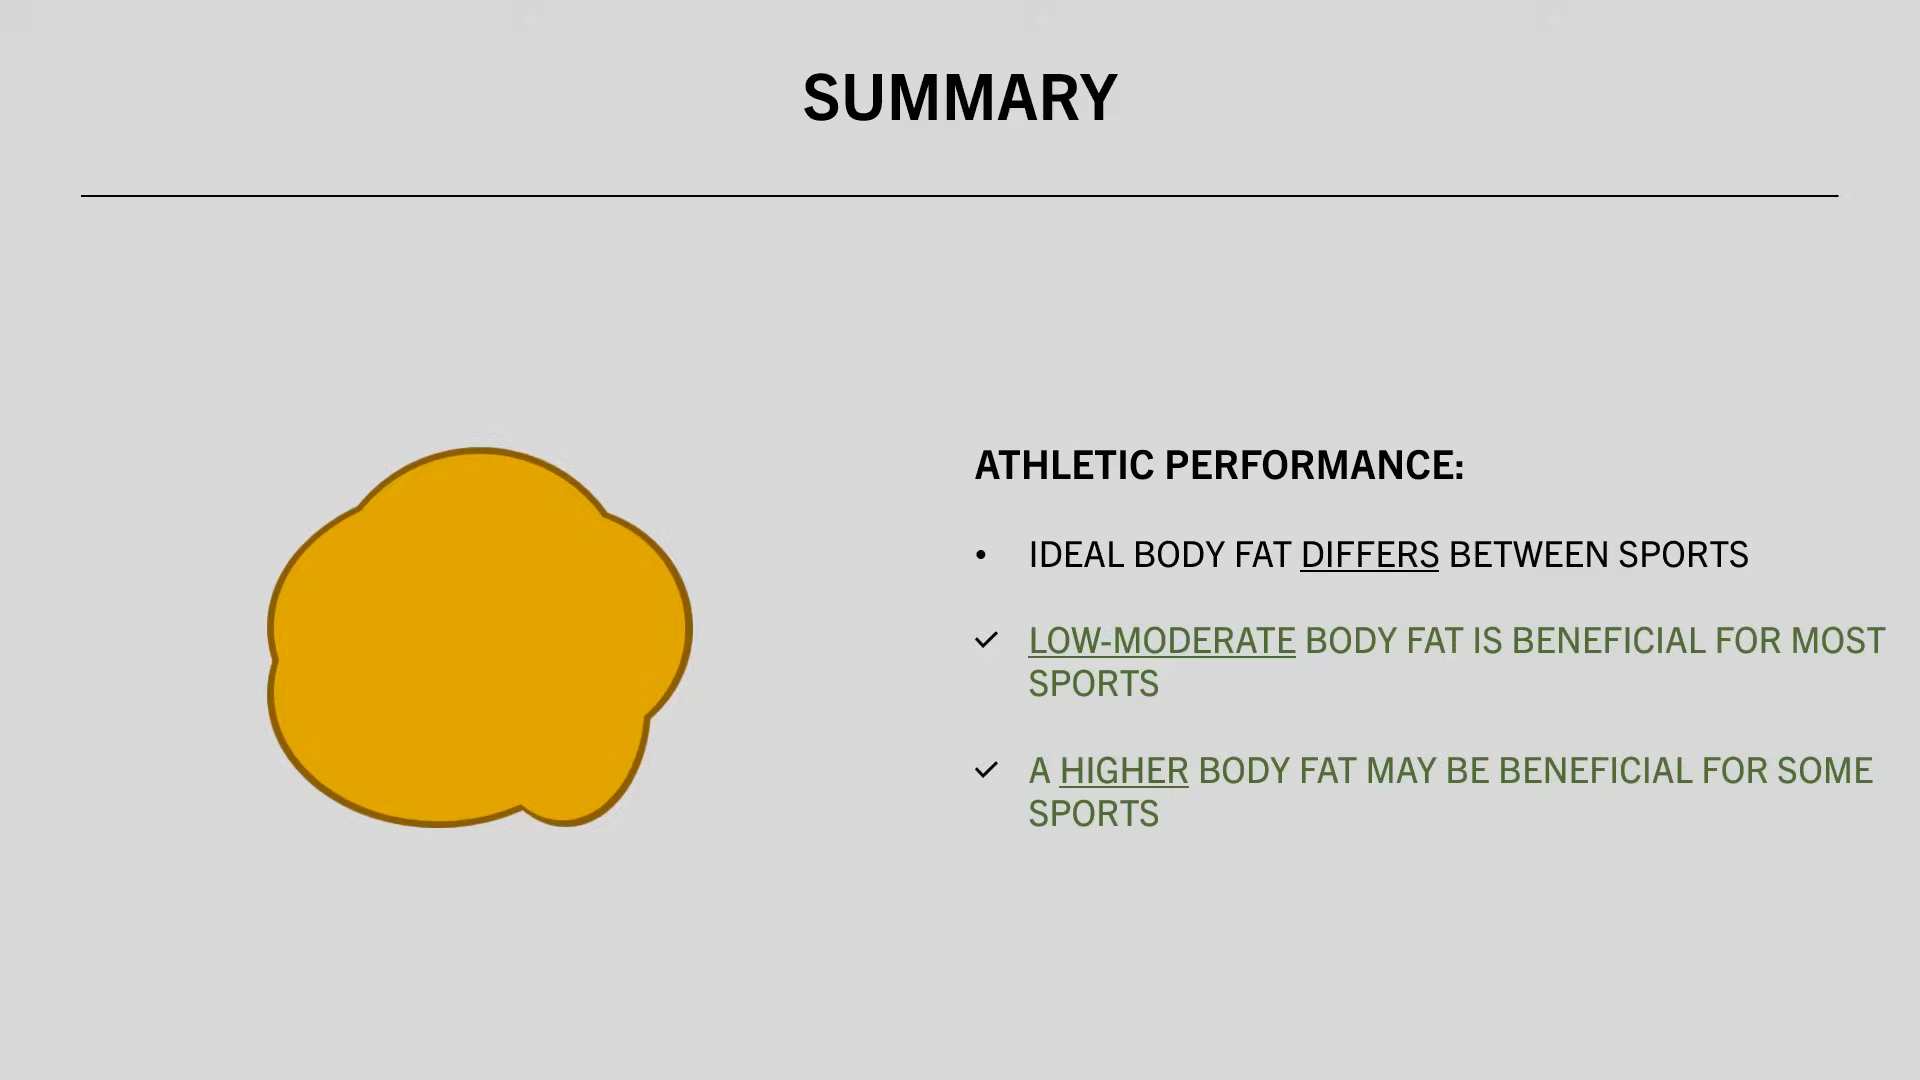 SUMMARY
ATHLETIC PERFORMANCE:
• IDEAL BODY FAT DIFFERS BETWEEN SPORTS
✓ LOW-MODERATE BODY FAT IS BENEFICIAL FOR MOST
SPORTS
✓ A HIGHER BODY FAT MAY BE BENEFICIAL FOR SOME
SPORTS